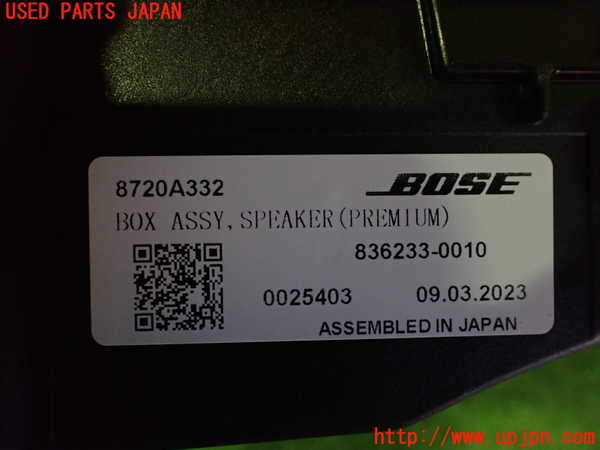 USED PARTS JAPAN
8720A332
BOSE
BOX ASSY,SPEAKER(PREMIUM)
836233-0010
0025403
09.03.2023
ASSEMBLED IN JAPAN
http://www.upjpn.com/